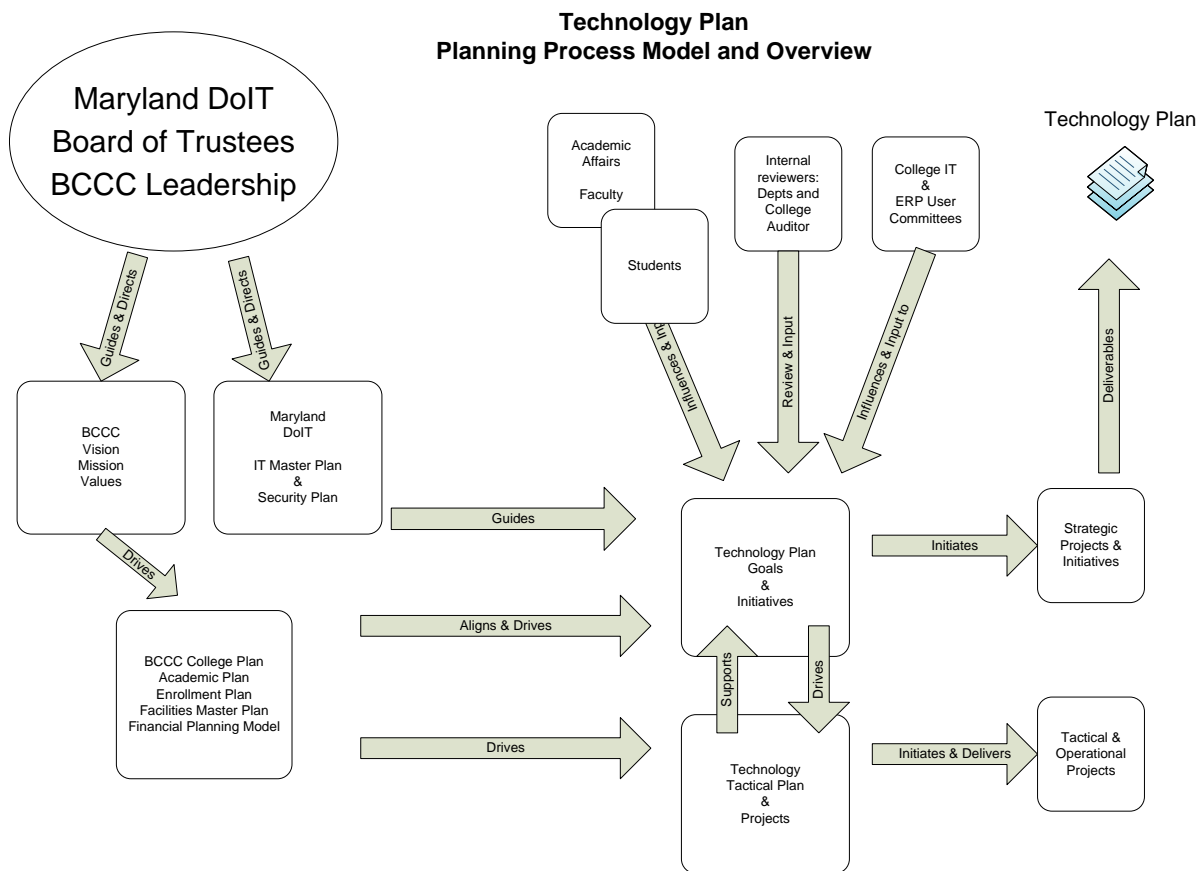 Technology Plan
Planning Process Model and Overview
Maryland DoIT
Board of Trustees
BCCC Leadership
Academic
Affairs
Faculty
Students
Internal
reviewers:
Depts and
College
Auditor
College IT
&
ERP User
Committees
Technology Plan
Guides & Directs
Guides & Directs
Influences & Inp
Review & Input
Influences & Input to
Deliverables
BCCC
Vision
Mission
Values
Maryland
DoIT
IT Master Plan
&
Security Plan
Guides
Technology Plan
Goals
&
Initiatives
Initiates
Strategic
Projects &
Initiatives
Drives
BCCC College Plan
Academic Plan
Enrollment Plan
Facilities Master Plan
Financial Planning Model
Aligns & Drives
Supports
Drives
Drives
Technology
Tactical Plan
&
Projects
Initiates & Delivers
Tactical &
Operational
Projects